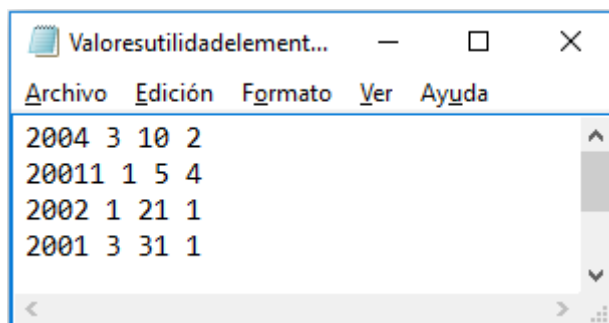 Valoresutilidadelement...
Archivo Edición Formato Ver Ayuda
2004 3 10 2
20011 1 5 4
2002 1 21 1
2001 3 31 1